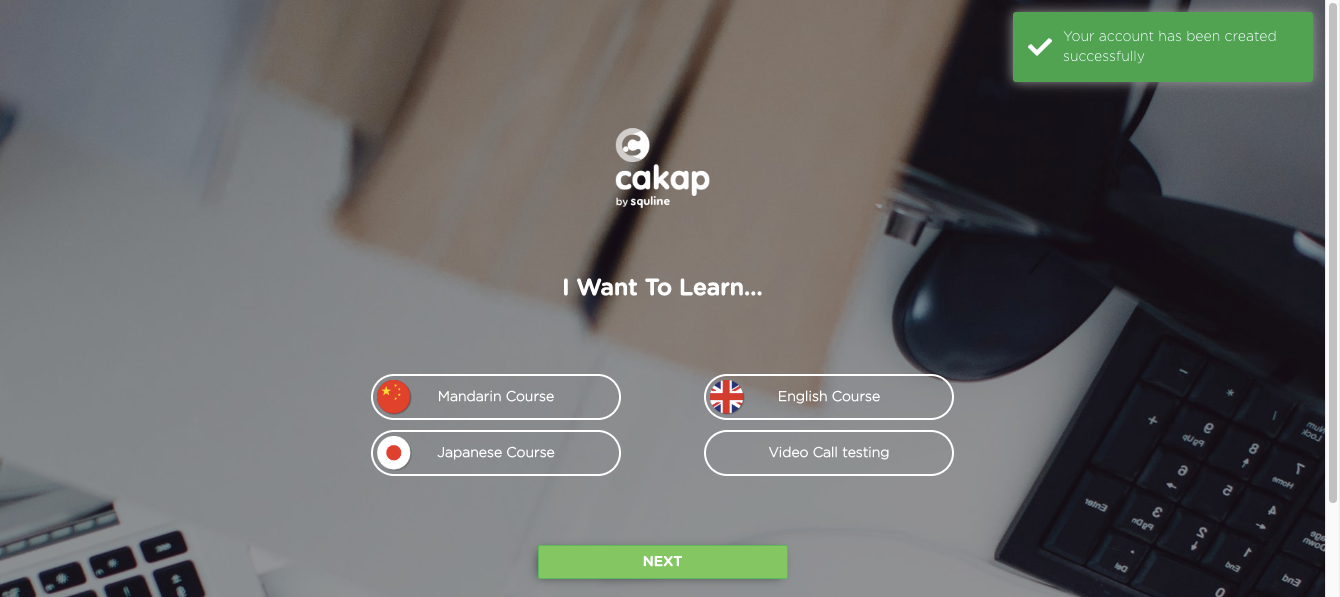 Your account has been created
successfully
cakap
by squline
I Want To Learn...
Mandarin Course
English Course
Japanese Course
Video Call testing
NEXT